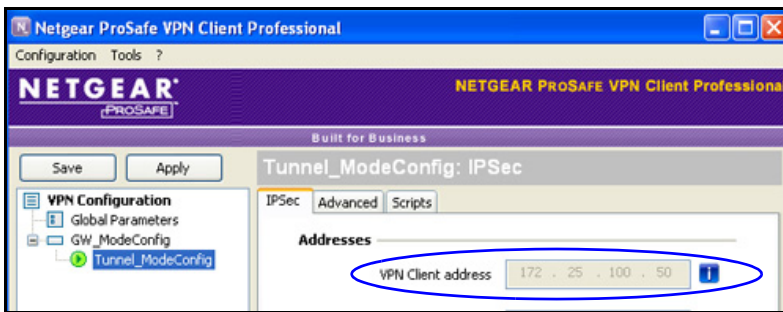 Netgear ProSafe VPN Client Professional
Configuration Tools ?
NETGEAR®
PROSAFE
NETGEAR PROSAFE VPN Client Professiona
Built for Business
Save Apply
Tunnel_ModeConfig: IPSec
VPN Configuration
Global Parameters
GW_ModeConfig
Tunnel_ModeConfig
IPSec Advanced Scripts
Addresses
VPN Client address 172 . 25 . 100 . 50